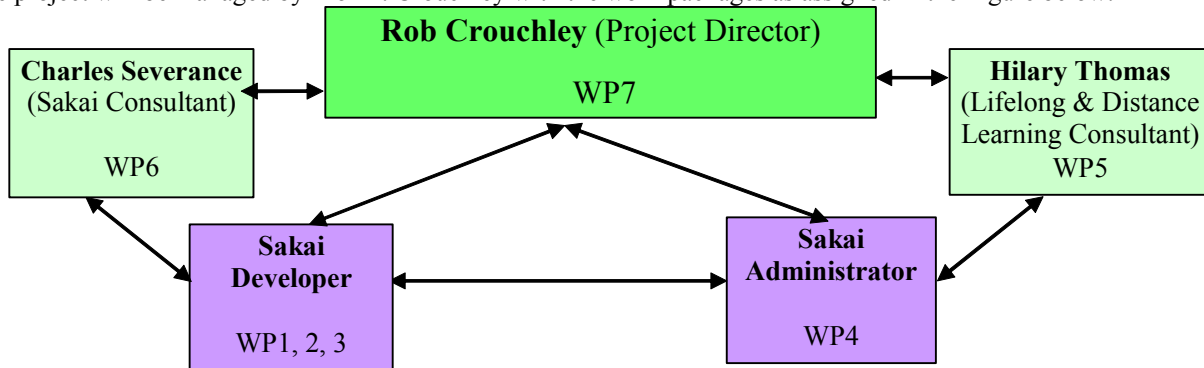 Rob Crouchley (Project Director)
WP7
Charles Severance
(Sakai Consultant)
WP6
Hilary Thomas
(Lifelong & Distance
Learning Consultant)
WP5
Sakai
Developer
WP1, 2, 3
Sakai
Administrator
WP4